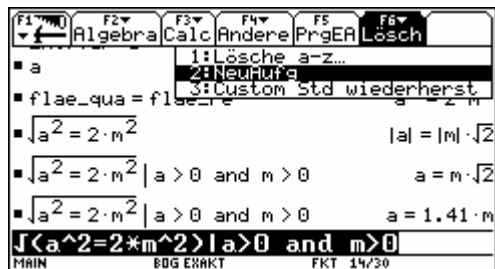 F1 F2 F3 F4 F5 F6
Algebra Calc Andere PrgEA Lösch
1:Lösche a-z…
▪ a
2:NeuAufg
3:Custom Std wiederherst
▪ flae_qua = flae_re
▪ √a² = 2·m² |a| = |m|·√2
▪ √a² = 2·m² | a > 0 and m > 0 a = m·√2
▪ √a² = 2·m² | a > 0 and m > 0 a = 1.41·m
√(a^2=2*m^2)|a>0 and m>0
MAIN BOG EXAKT FKT 14/30